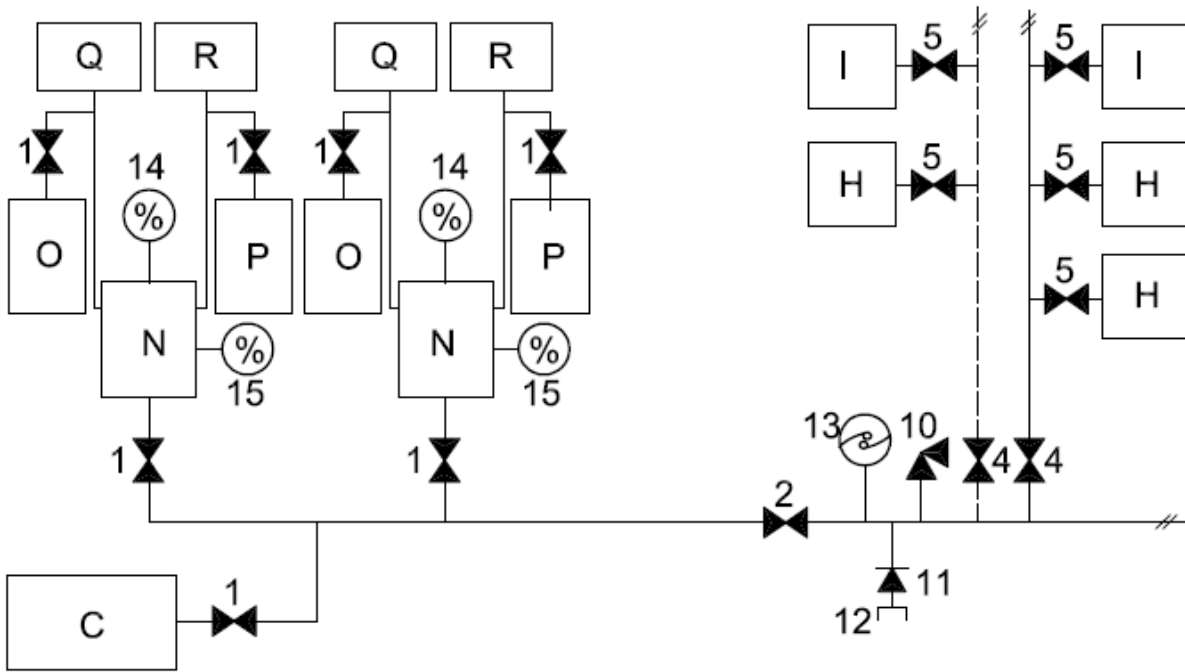 Q R Q R I 5 5 I
1 1 1 1
14 14 H 5 5 H
% %
O P O P
5 H
N % N %
15 15
13 10
1 1 4 4
2
C 1 11
12